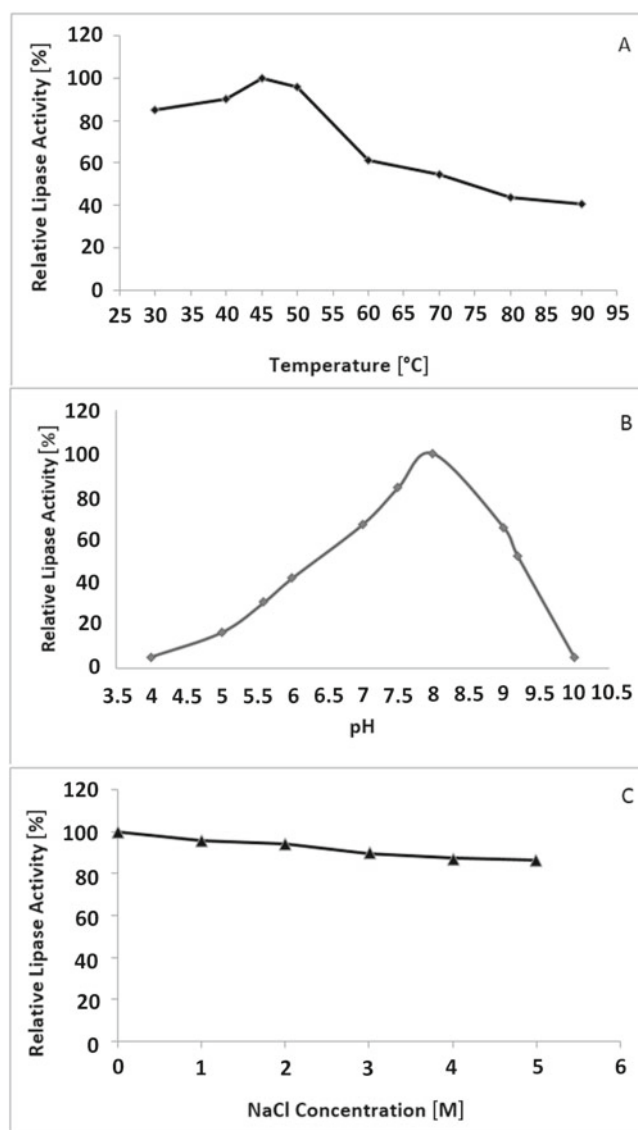 A
Relative Lipase Activity [%]
120
100
80
60
40
20
0
25 30 35 40 45 50 55 60 65 70 75 80 85 90 95
Temperature [°C]
B
Relative Lipase Activity [%]
120
100
80
60
40
20
0
3.5 4 4.5 5 5.5 6 6.5 7 7.5 8 8.5 9 9.5 10 10.5
pH
C
Relative Lipase Activity [%]
120
100
80
60
40
20
0
0 1 2 3 4 5 6
NaCl Concentration [M]